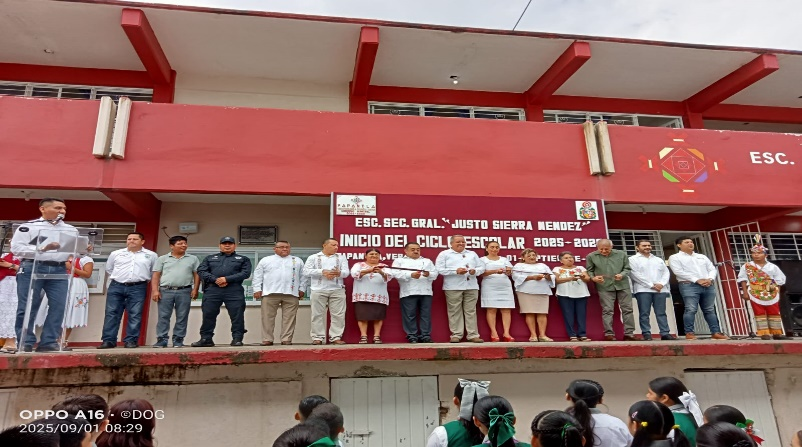 ESC.
PAPANTLA
ESC. SEC. GRAL. "JUSTO SIERRA MENDEZ"
INICIO DEL CICLO ESCOLAR 2025-202
OPPO A16 · ©DOG
2025/09/01 08:29